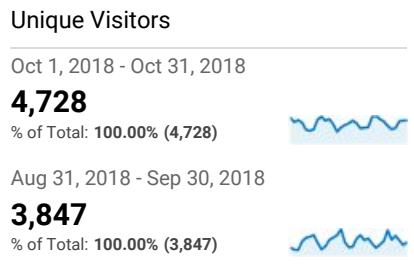 Unique Visitors
Oct 1, 2018 - Oct 31, 2018
4,728
% of Total: 100.00% (4,728)
Aug 31, 2018 - Sep 30, 2018
3,847
% of Total: 100.00% (3,847)